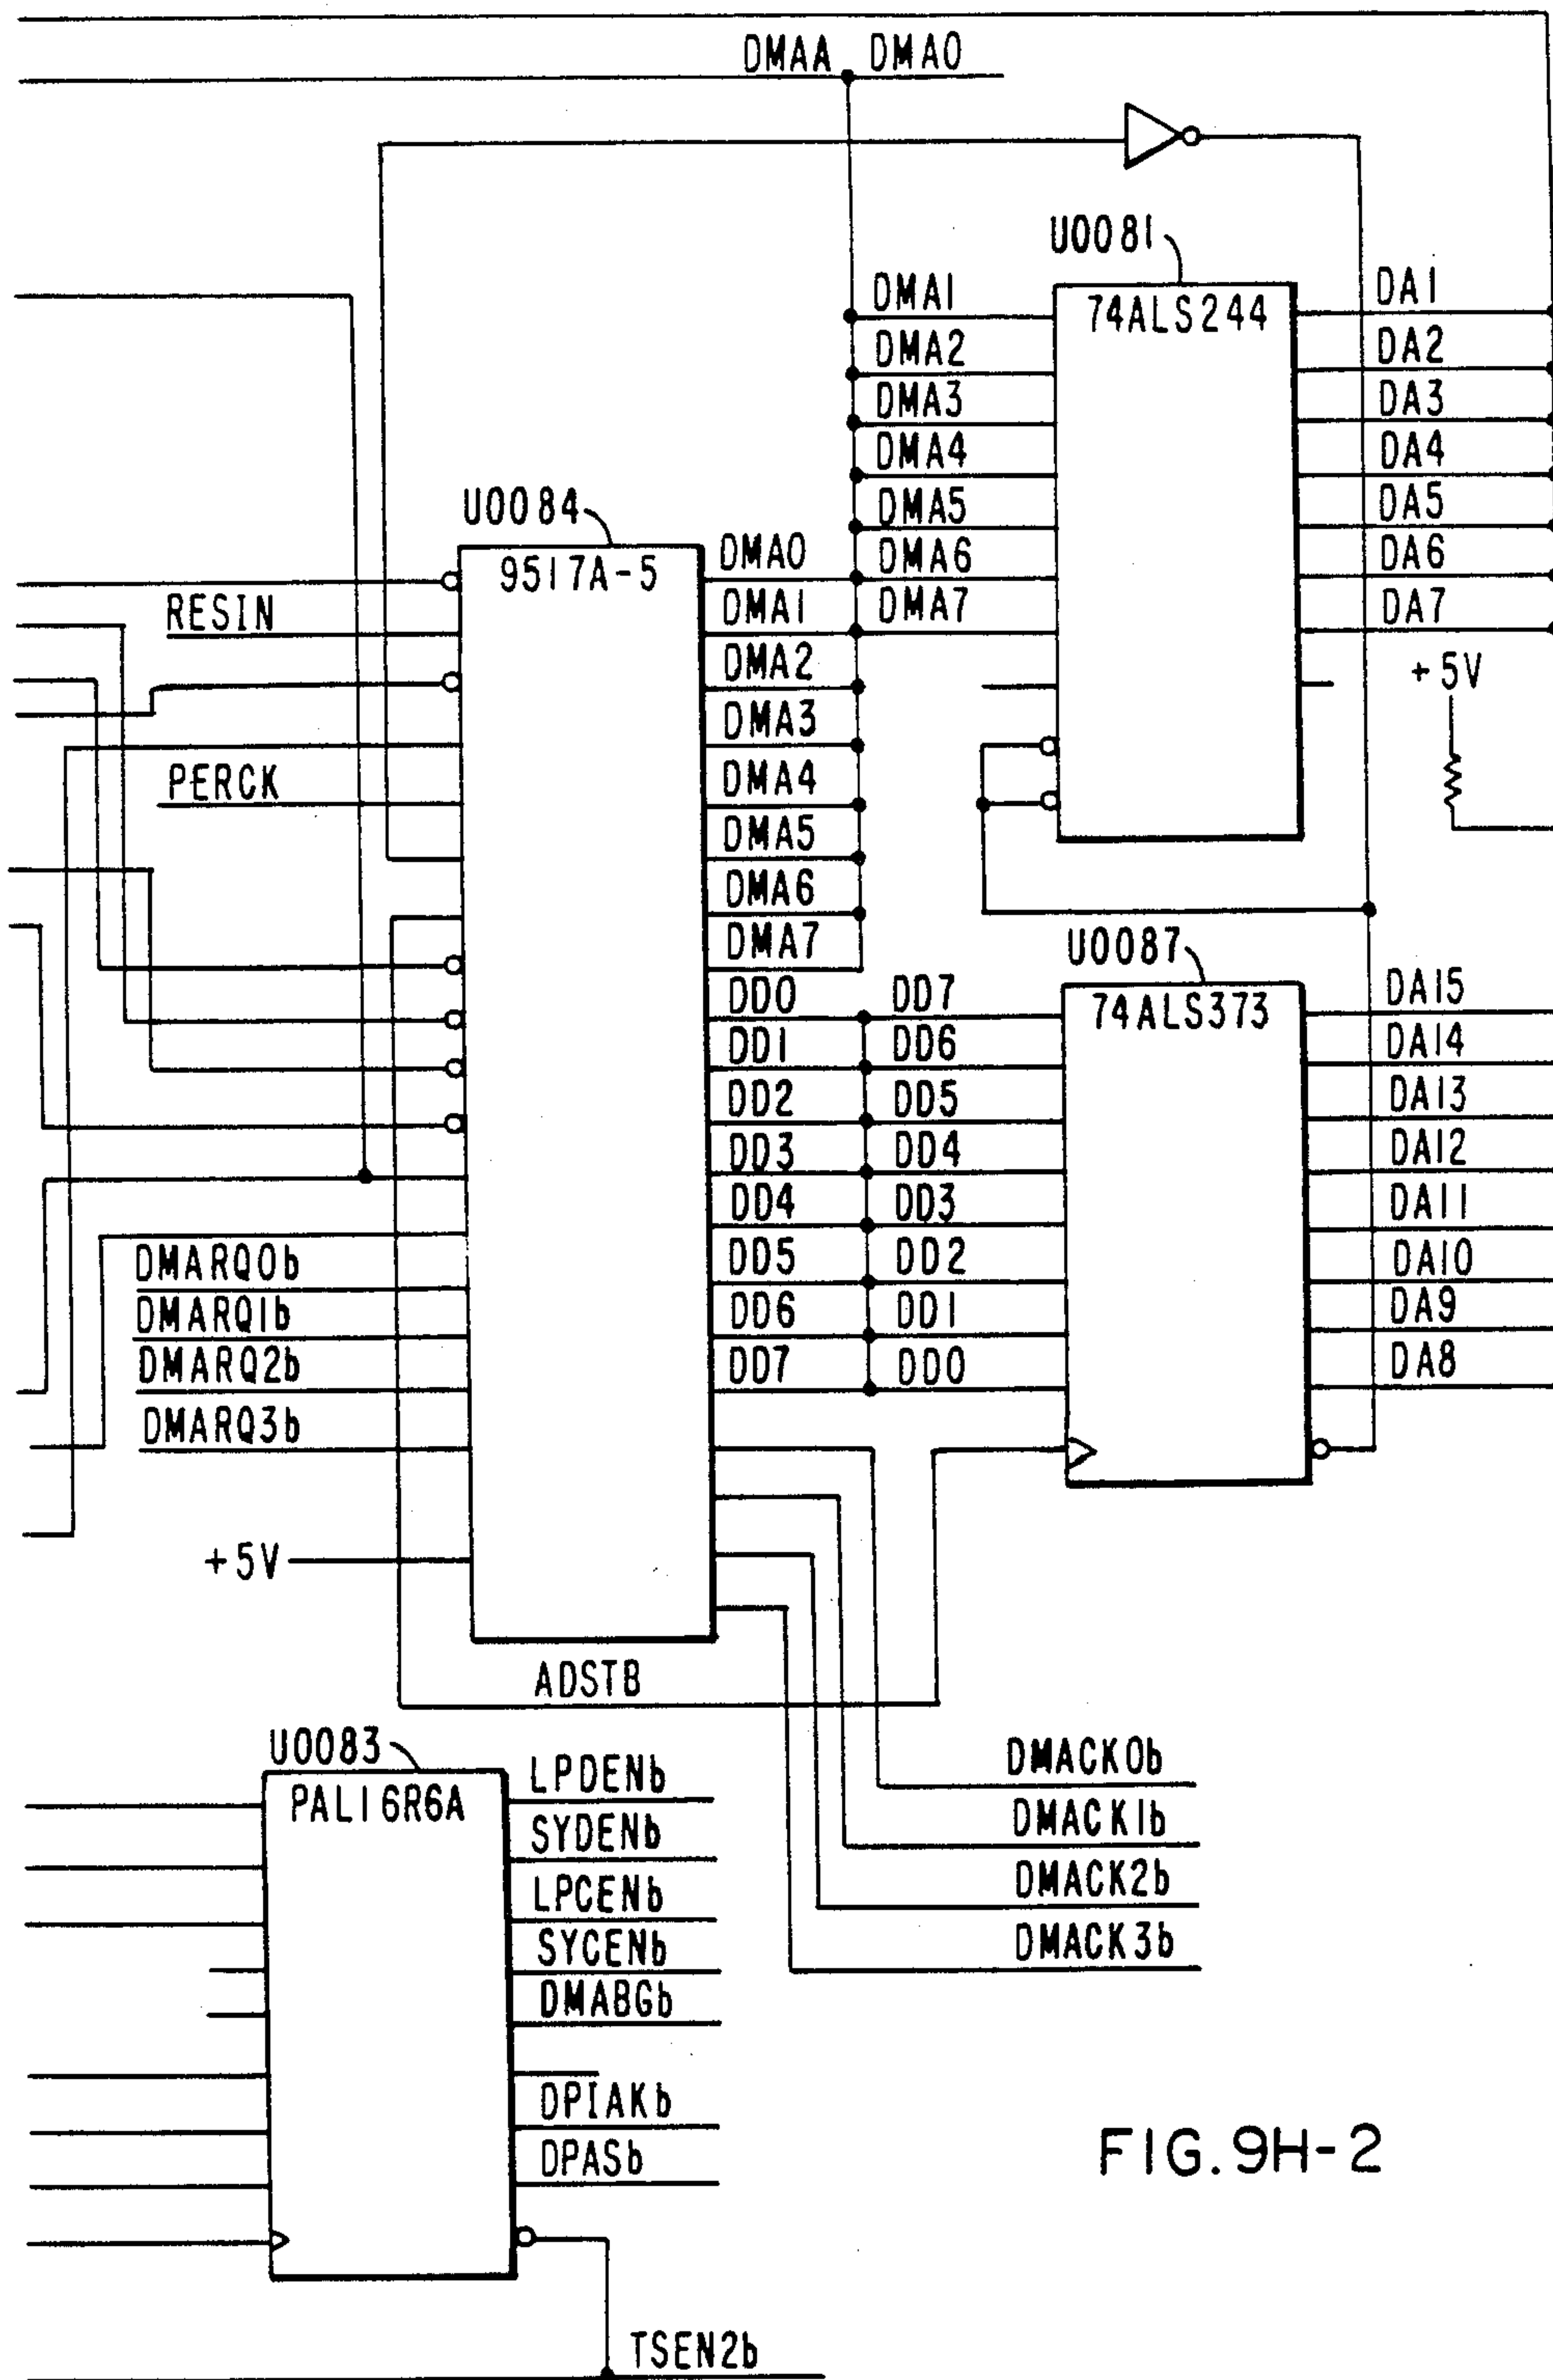 DMAA DMA0
U0081
74ALS244
DMA1
DMA2
DMA3
DMA4
DMA5
DMA6
DMA7
DA1
DA2
DA3
DA4
DA5
DA6
DA7
+5V
U0084
9517A-5
RESIN
PERCK
DMARQ0b
DMARQ1b
DMARQ2b
DMARQ3b
+5V
DMA0
DMA1
DMA2
DMA3
DMA4
DMA5
DMA6
DMA7
DD0
DD1
DD2
DD3
DD4
DD5
DD6
DD7
U0087
74ALS373
DD7
DD6
DD5
DD4
DD3
DD2
DD1
DD0
DA15
DA14
DA13
DA12
DA11
DA10
DA9
DA8
ADSTB
DMACK0b
DMACK1b
DMACK2b
DMACK3b
U0083
PAL16R6A
LPDENb
SYDENb
LPCENb
SYCENb
DMABGb
DPIAKb
DPASb
TSEN2b
FIG.9H-2